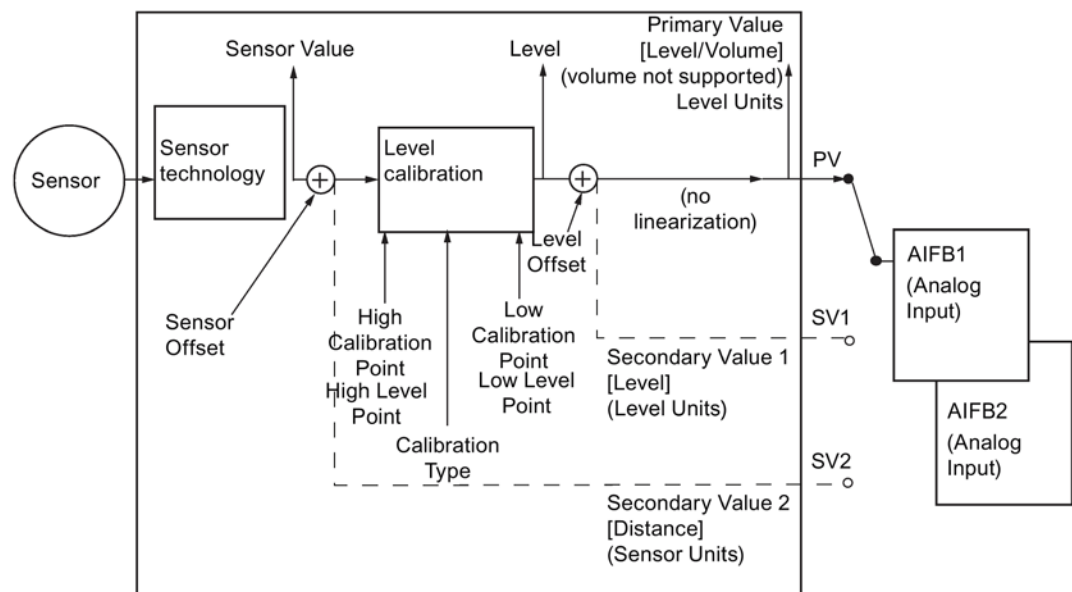 Primary Value
[Level/Volume]
(volume not supported)
Level Units
Sensor Value
Level
Sensor
Sensor
technology
+
Level
calibration
+
(no
linearization)
PV
Level
Offset
Sensor
Offset
High
Calibration
Point
High Level
Point
Calibration
Type
Low
Calibration
Point
Low Level
Point
Secondary Value 1
[Level]
(Level Units)
SV1
Secondary Value 2
[Distance]
(Sensor Units)
SV2
AIFB1
(Analog
Input)
AIFB2
(Analog
Input)